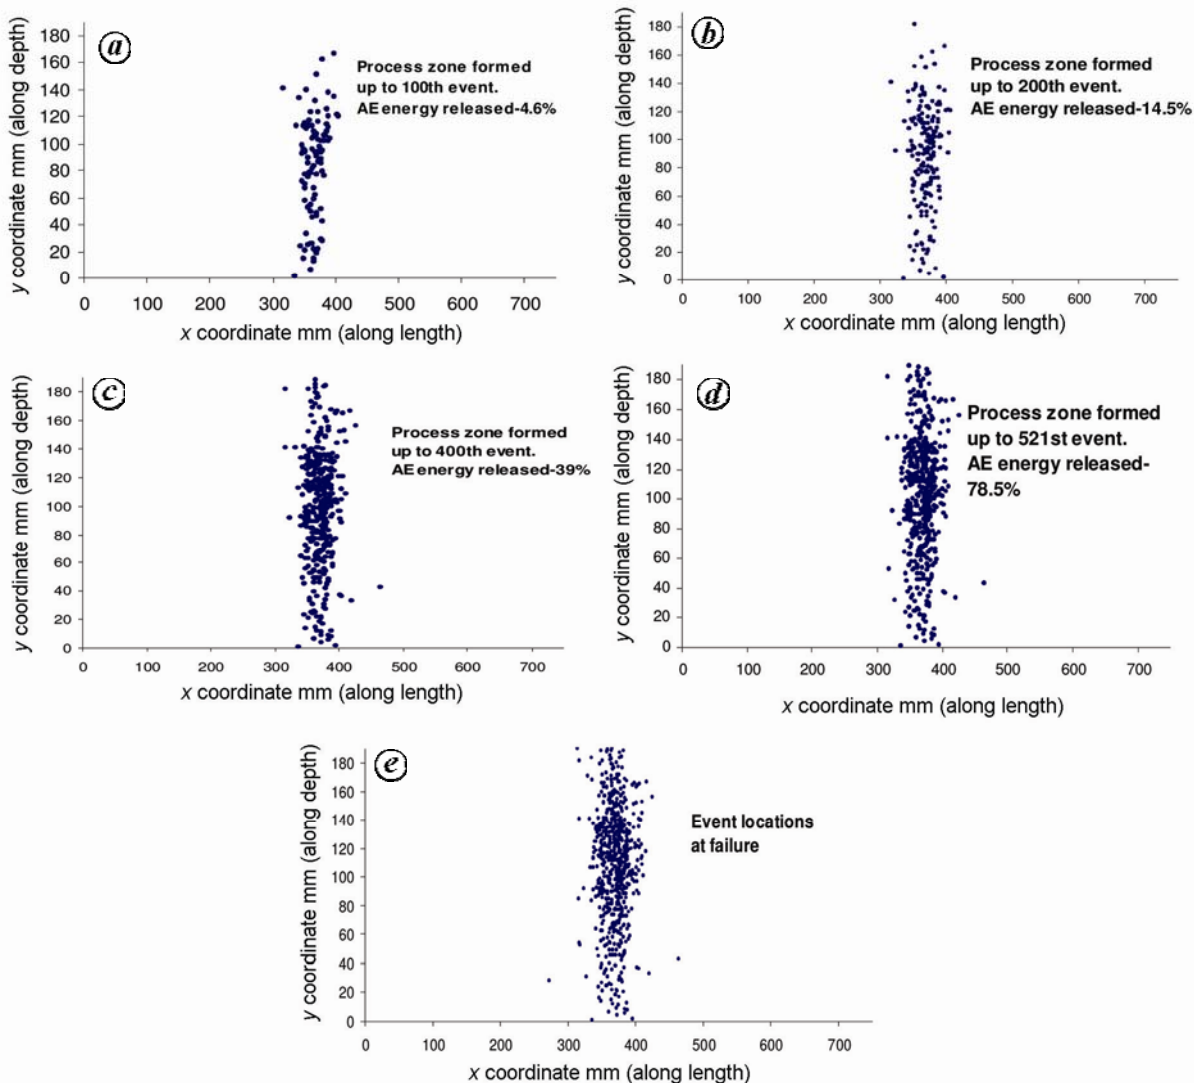 a
Process zone formed
up to 100th event.
AE energy released-4.6%
y coordinate mm (along depth)
180
160
140
120
100
80
60
40
20
0
0 100 200 300 400 500 600 700
x coordinate mm (along length)
b
Process zone formed
up to 200th event.
AE energy released-14.5%
y coordinate mm (along depth)
180
160
140
120
100
80
60
40
20
0
0 100 200 300 400 500 600 700
x coordinate mm (along length)
c
Process zone formed
up to 400th event.
AE energy released-39%
y coordinate mm (along depth)
180
160
140
120
100
80
60
40
20
0
0 100 200 300 400 500 600 700
x coordinate mm (along length)
d
Process zone formed
up to 521st event.
AE energy released-
78.5%
y coordinate mm (along depth)
180
160
140
120
100
80
60
40
20
0
0 100 200 300 400 500 600 700
x coordinate mm (along length)
e
Event locations
at failure
y coordinate mm (along depth)
180
160
140
120
100
80
60
40
20
0
0 100 200 300 400 500 600 700
x coordinate mm (along length)